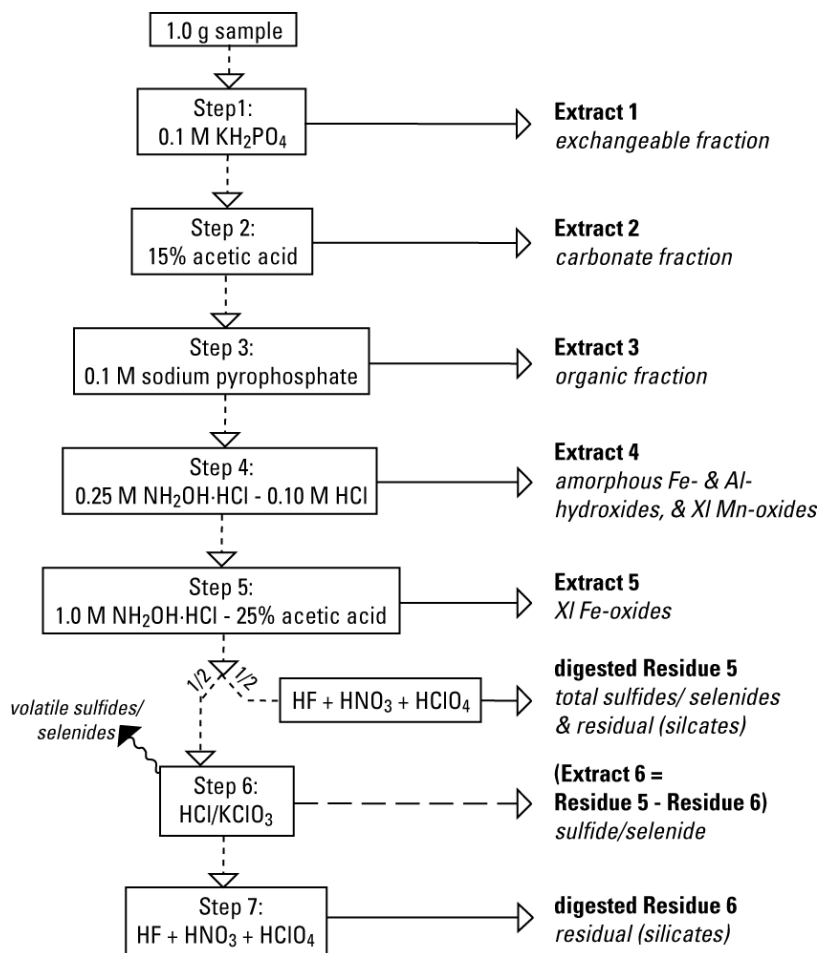 1.0 g sample
Step1:
0.1 M KH₂PO₄
Extract 1
exchangeable fraction
Step 2:
15% acetic acid
Extract 2
carbonate fraction
Step 3:
0.1 M sodium pyrophosphate
Extract 3
organic fraction
Step 4:
0.25 M NH₂OH·HCl - 0.10 M HCl
Extract 4
amorphous Fe- & Al-
hydroxides, & Xl Mn-oxides
Step 5:
1.0 M NH₂OH·HCl - 25% acetic acid
Extract 5
Xl Fe-oxides
1/2
1/2
HF + HNO₃ + HClO₄
digested Residue 5
total sulfides/ selenides
& residual (silcates)
volatile sulfides/
selenides
Step 6:
HCl/KClO₃
(Extract 6 =
Residue 5 - Residue 6)
sulfide/selenide
Step 7:
HF + HNO₃ + HClO₄
digested Residue 6
residual (silicates)